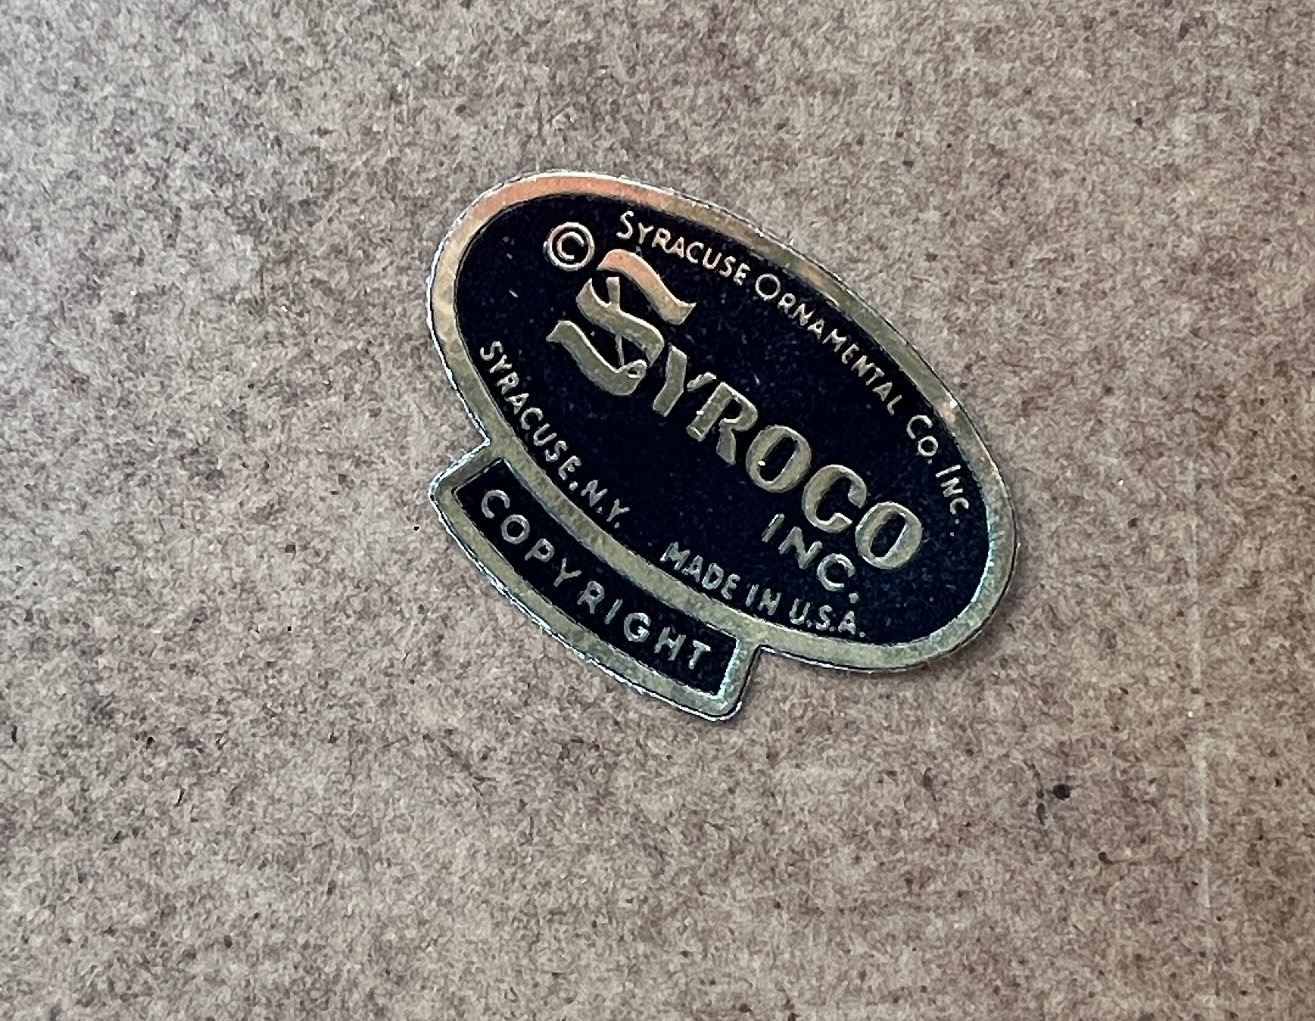 © SYRACUSE ORNAMENTAL CO. INC.
SYROCO
INC.
SYRACUSE, N.Y. MADE IN U.S.A.
COPYRIGHT